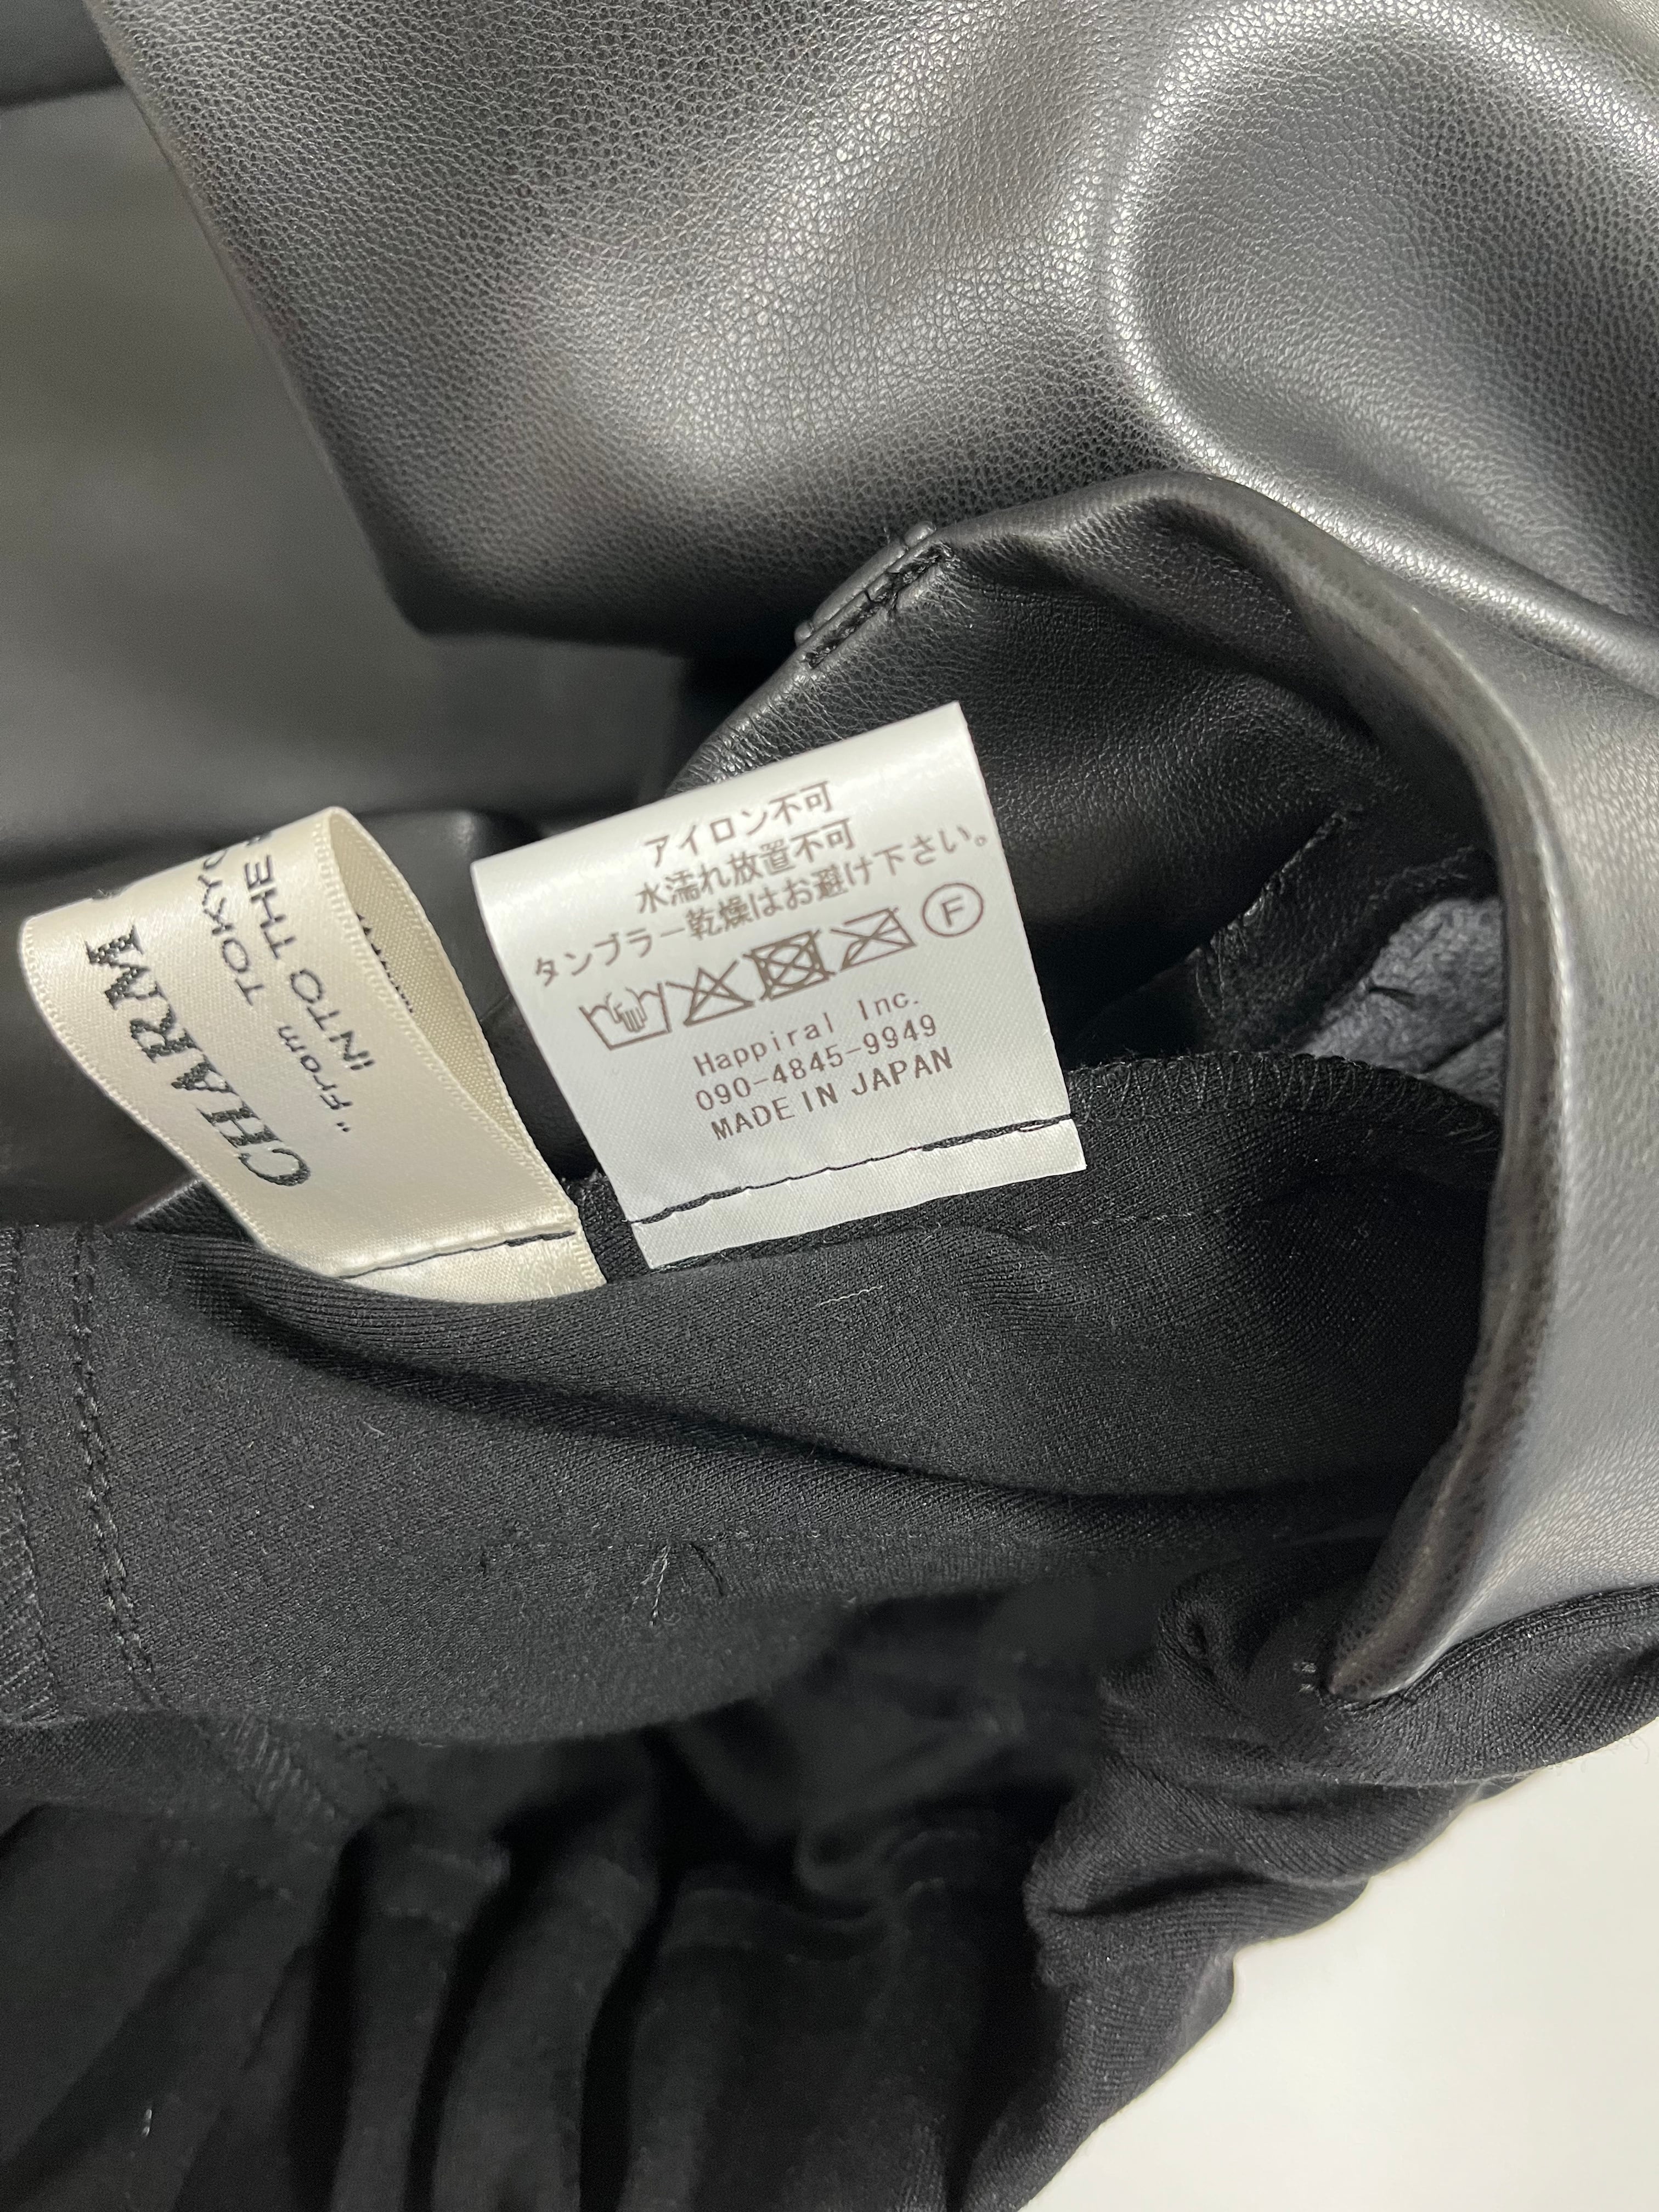 CHARM
"From TOKYO
INTO THE
アイロン不可
水濡れ放置不可
タンブラー乾燥はお避け下さい。
F
Happiral Inc.
090-4845-9949
MADE IN JAPAN